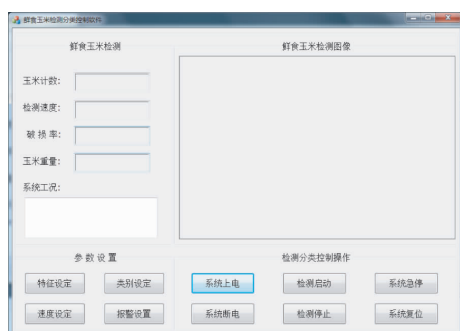 鲜食玉米检测分类控制软件
鲜食玉米检测
鲜食玉米检测图像
玉米计数:
检测速度:
破 损 率:
玉米重量:
系统工况:
参 数 设 置
检测分类控制操作
特征设定
类别设定
系统上电
检测启动
系统急停
速度设定
报警设置
系统断电
检测停止
系统复位